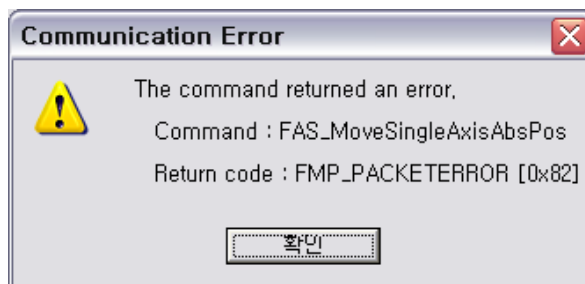 Communication Error
The command returned an error,
Command : FAS_MoveSingleAxisAbsPos
Return code : FMP_PACKETERROR [0x82]
확인